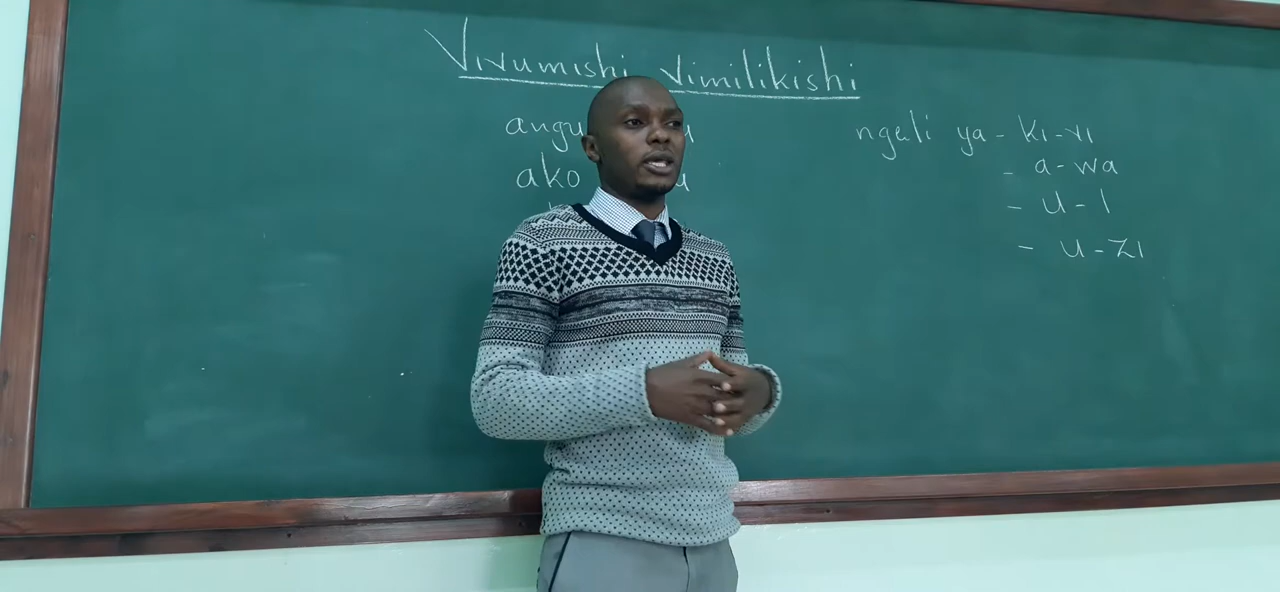 Vivumishi Vimilikishi
angu
ngeli ya - KI-VI
ako
- a-wa
- U-I
- U-ZI